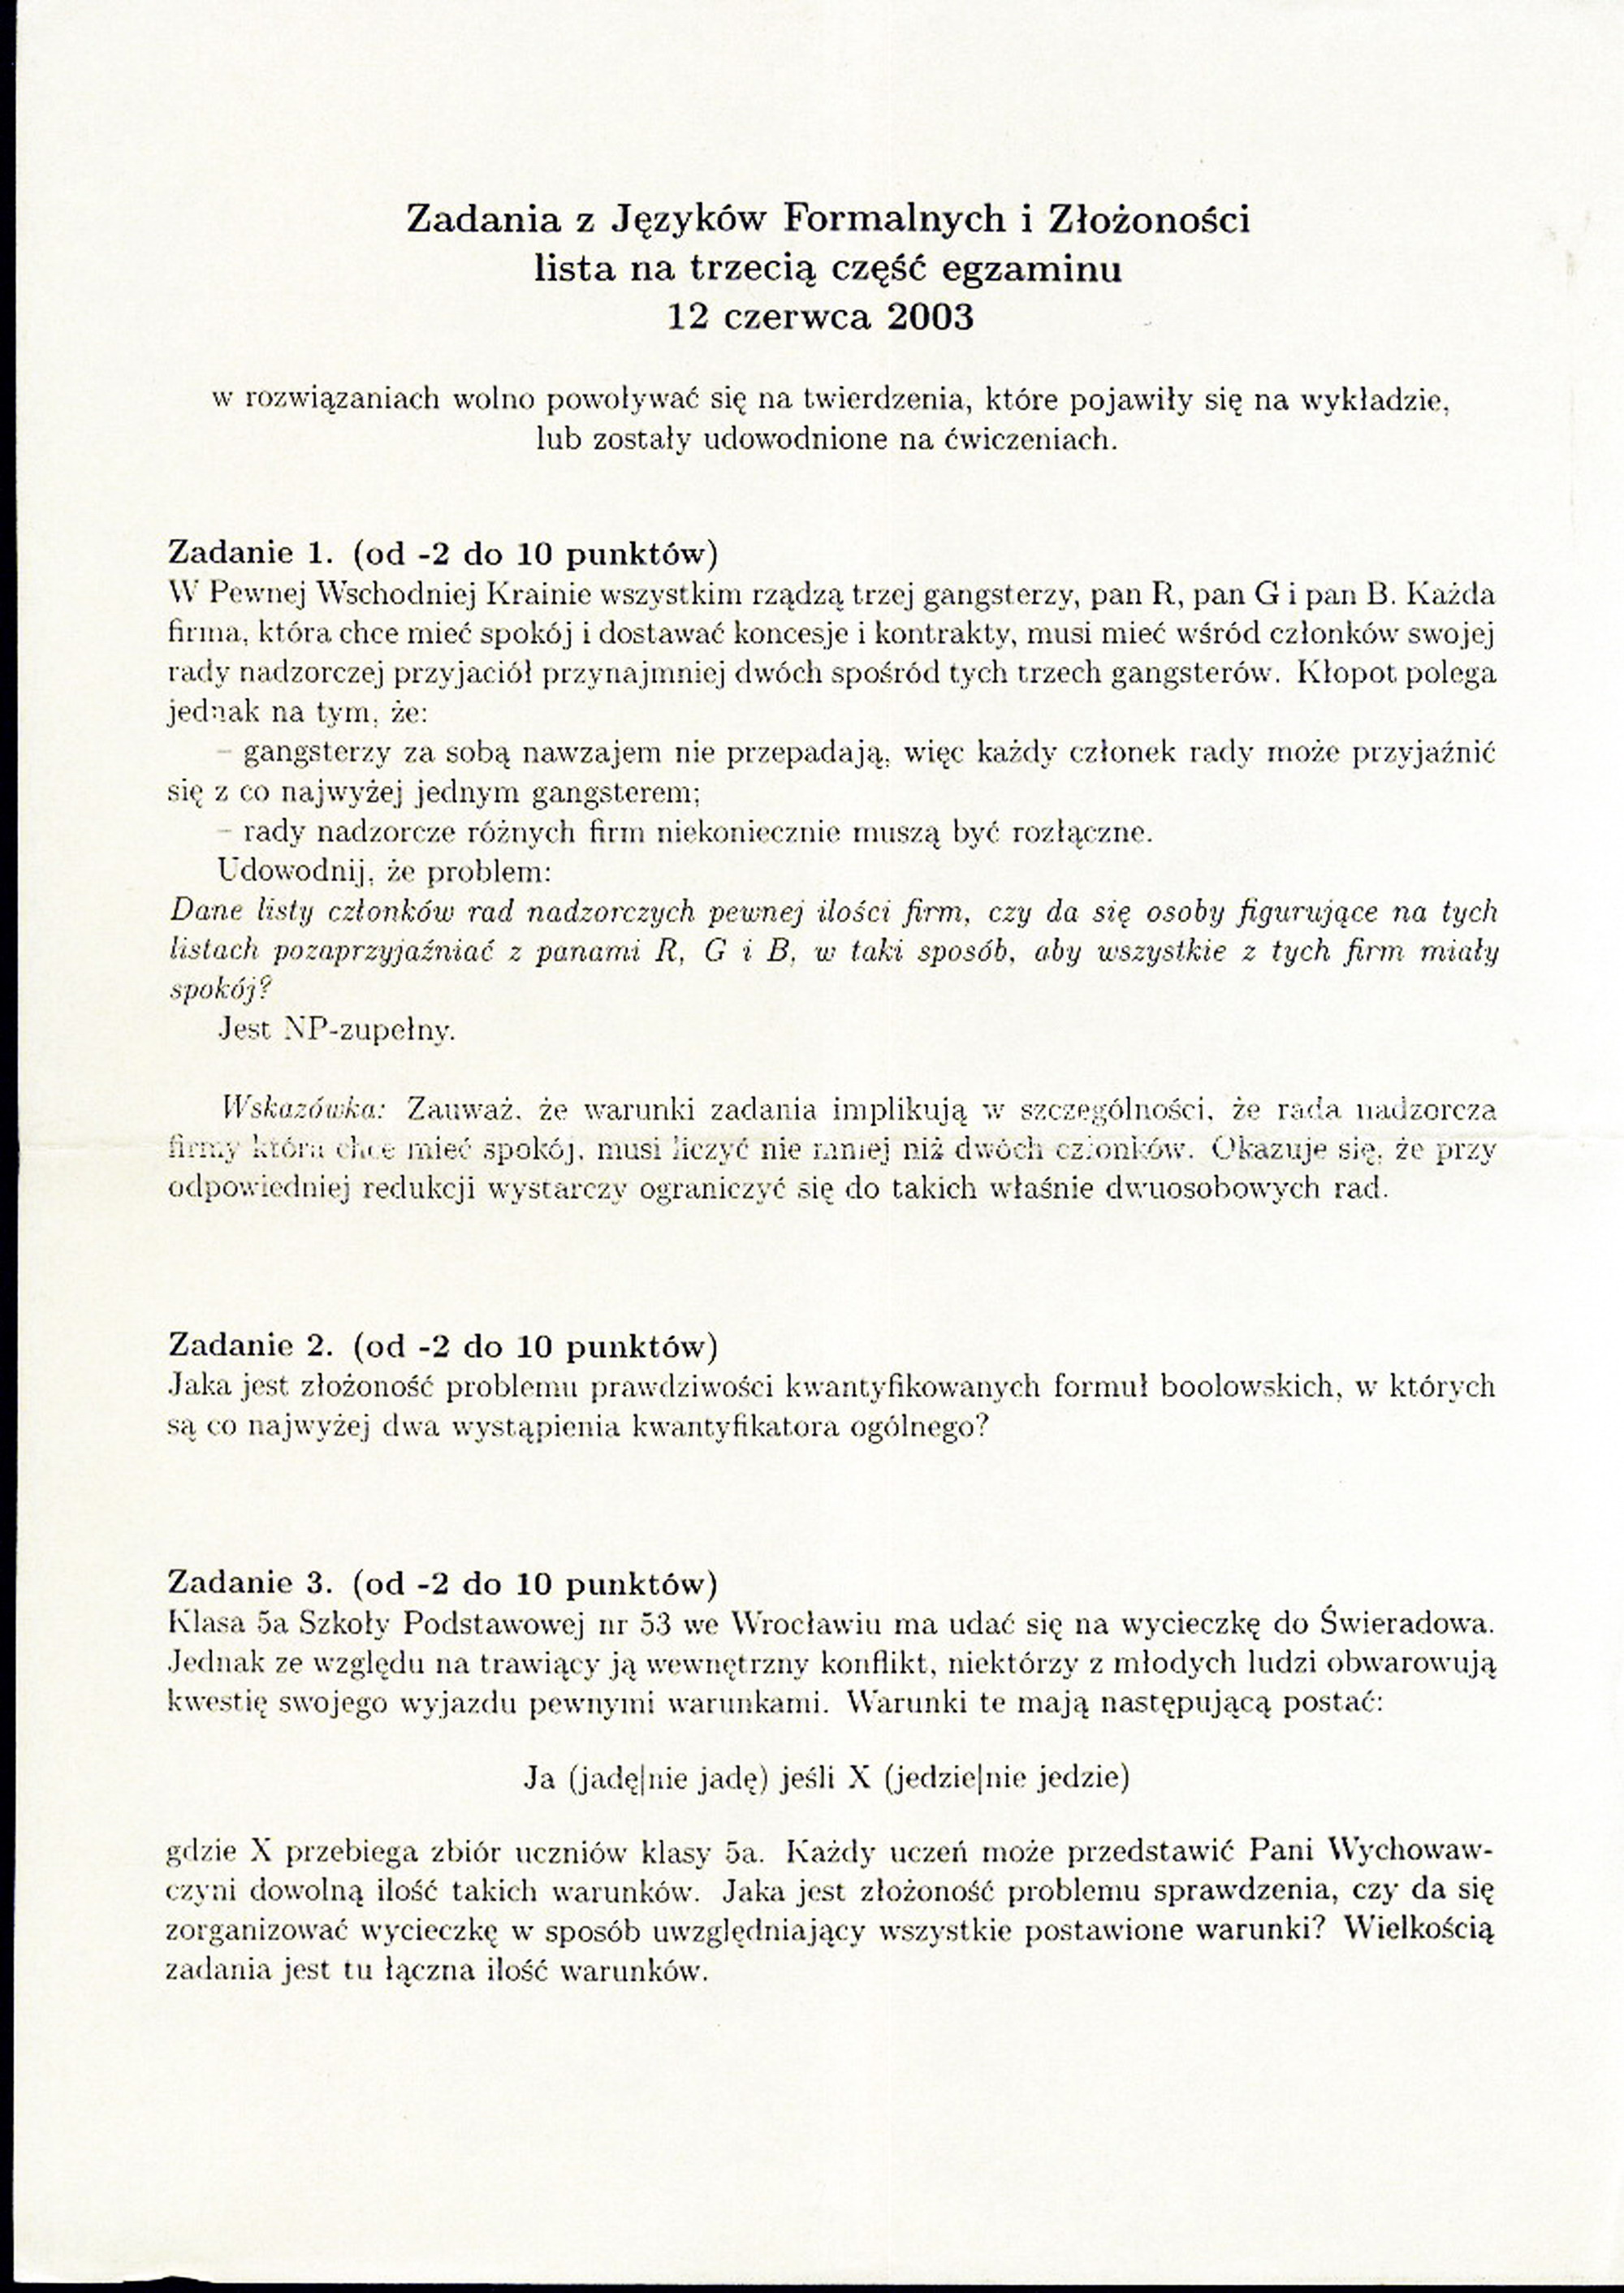 Zadania z Języków Formalnych i Złożoności
lista na trzecią część egzaminu
12 czerwca 2003
w rozwiązaniach wolno powoływać się na twierdzenia, które pojawiły się na wykładzie,
lub zostały udowodnione na ćwiczeniach.
Zadanie 1. (od -2 do 10 punktów)
W Pewnej Wschodniej Krainie wszystkim rządzą trzej gangsterzy, pan R, pan G i pan B. Każda
firma, która chce mieć spokój i dostawać koncesje i kontrakty, musi mieć wśród członków swojej
rady nadzorczej przyjaciół przynajmniej dwóch spośród tych trzech gangsterów. Kłopot polega
jednak na tym, że:
– gangsterzy za sobą nawzajem nie przepadają, więc każdy członek rady może przyjaźnić
się z co najwyżej jednym gangsterem;
– rady nadzorcze różnych firm niekoniecznie muszą być rozłączne.
Udowodnij, że problem:
Dane listy członków rad nadzorczych pewnej ilości firm, czy da się osoby figurujące na tych
listach pozaprzyjaźniać z panami R, G i B, w taki sposób, aby wszystkie z tych firm miały
spokój?
Jest NP-zupełny.
Wskazówka: Zauważ, że warunki zadania implikują w szczególności, że rada nadzorcza
firmy która chce mieć spokój, musi liczyć nie mniej niż dwóch członków. Okazuje się, że przy
odpowiedniej redukcji wystarczy ograniczyć się do takich właśnie dwuosobowych rad.
Zadanie 2. (od -2 do 10 punktów)
Jaka jest złożoność problemu prawdziwości kwantyfikowanych formuł boolowskich, w których
są co najwyżej dwa wystąpienia kwantyfikatora ogólnego?
Zadanie 3. (od -2 do 10 punktów)
Klasa 5a Szkoły Podstawowej nr 53 we Wrocławiu ma udać się na wycieczkę do Świeradowa.
Jednak ze względu na trawiący ją wewnętrzny konflikt, niektórzy z młodych ludzi obwarowują
kwestię swojego wyjazdu pewnymi warunkami. Warunki te mają następującą postać:
Ja (jadę|nie jadę) jeśli X (jedzie|nie jedzie)
gdzie X przebiega zbiór uczniów klasy 5a. Każdy uczeń może przedstawić Pani Wychowaw-
czyni dowolną ilość takich warunków. Jaka jest złożoność problemu sprawdzenia, czy da się
zorganizować wycieczkę w sposób uwzględniający wszystkie postawione warunki? Wielkością
zadania jest tu łączna ilość warunków.